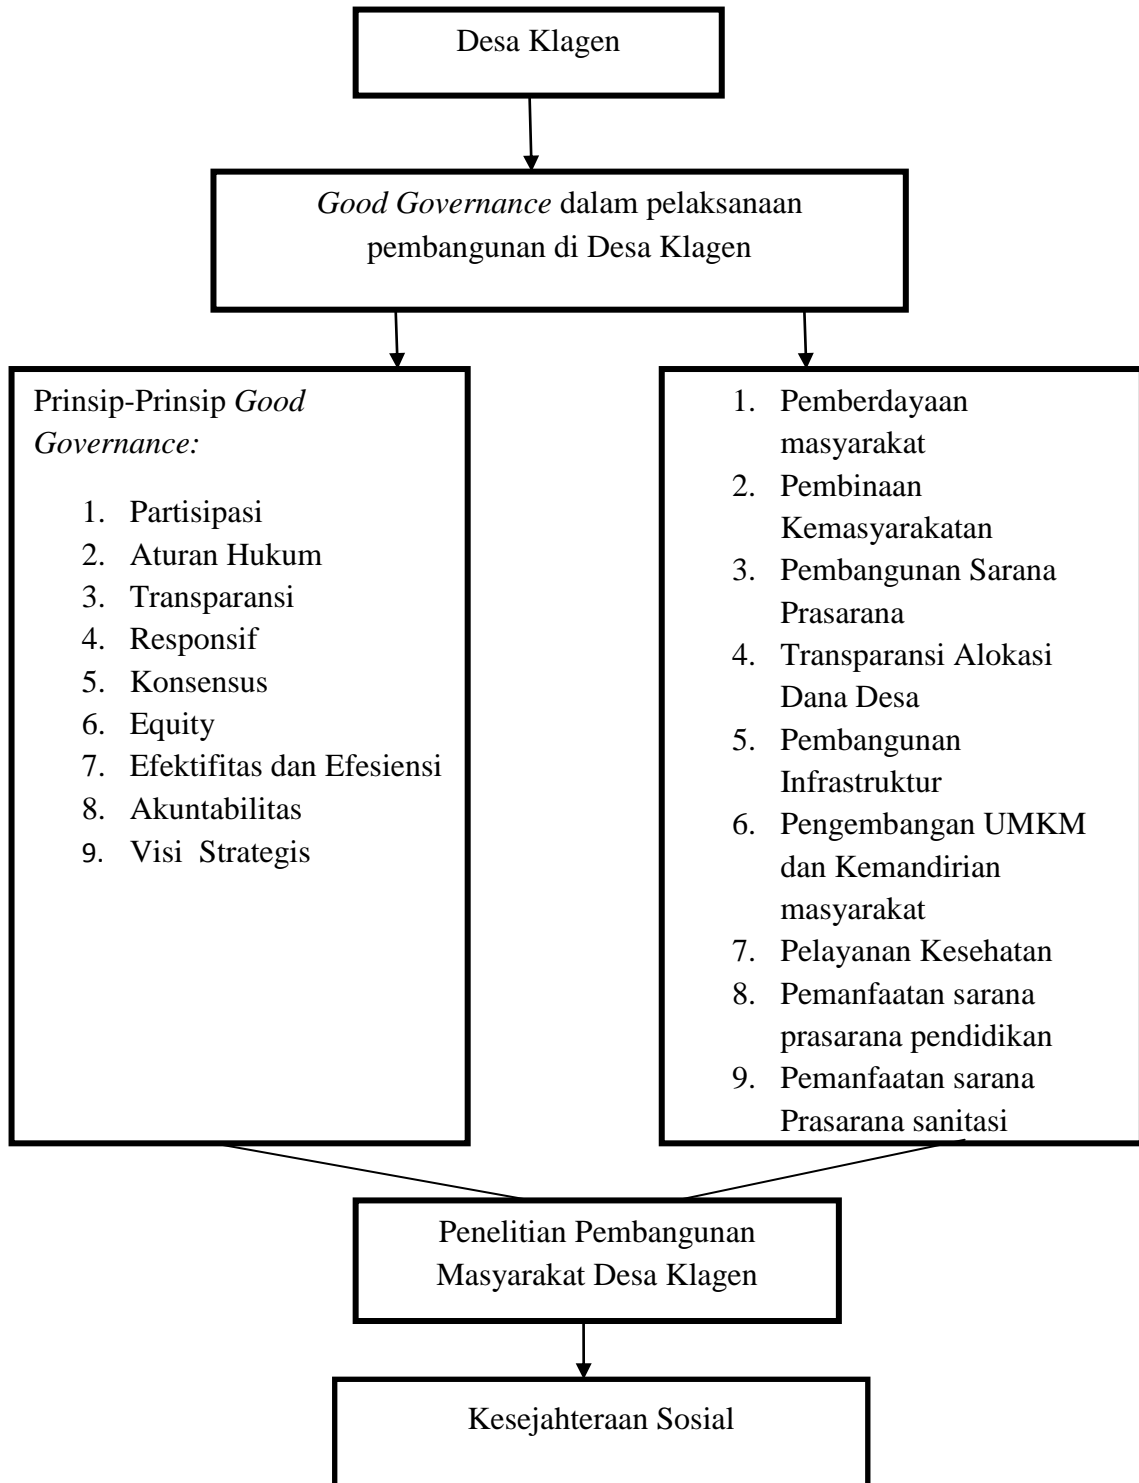 Desa Klagen
Good Governance dalam pelaksanaan
pembangunan di Desa Klagen
Prinsip-Prinsip Good
Governance:
1. Partisipasi
2. Aturan Hukum
3. Transparansi
4. Responsif
5. Konsensus
6. Equity
7. Efektifitas dan Efesiensi
8. Akuntabilitas
9. Visi Strategis
1. Pemberdayaan
masyarakat
2. Pembinaan
Kemasyarakatan
3. Pembangunan Sarana
Prasarana
4. Transparansi Alokasi
Dana Desa
5. Pembangunan
Infrastruktur
6. Pengembangan UMKM
dan Kemandirian
masyarakat
7. Pelayanan Kesehatan
8. Pemanfaatan sarana
prasarana pendidikan
9. Pemanfaatan sarana
Prasarana sanitasi
Penelitian Pembangunan
Masyarakat Desa Klagen
Kesejahteraan Sosial